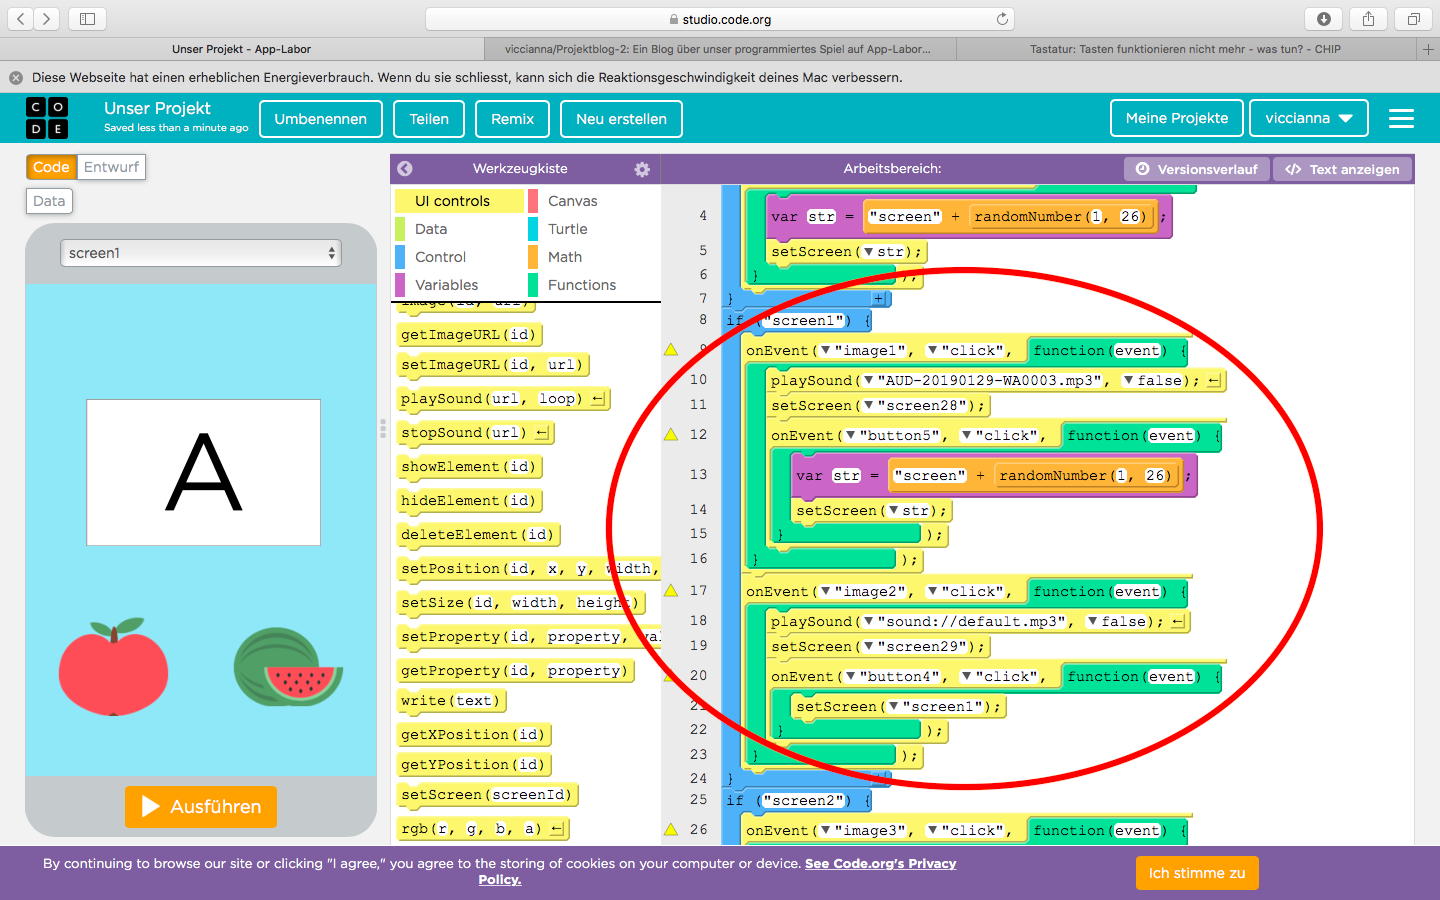 studio.code.org
Unser Projekt - App-Labor
viccianna/Projektblog-2: Ein Blog über unser programmiertes Spiel auf App-Labor...
Tastatur: Tasten funktionieren nicht mehr - was tun? - CHIP
Diese Webseite hat einen erheblichen Energieverbrauch. Wenn du sie schliesst, kann sich die Reaktionsgeschwindigkeit deines Mac verbessern.
C O
D E
Unser Projekt
Saved less than a minute ago
Umbenennen
Teilen
Remix
Neu erstellen
Meine Projekte
viccianna
Code
Entwurf
Data
screen1
A
Ausführen
Werkzeugkiste
UI controls
Canvas
Data
Turtle
Control
Math
Variables
Functions
image(id, url)
getImageURL(id)
setImageURL(id, url)
playSound(url, loop)
stopSound(url)
showElement(id)
hideElement(id)
deleteElement(id)
setPosition(id, x, y, width,
setSize(id, width, height)
setProperty(id, property, val
getProperty(id, property)
write(text)
getXPosition(id)
getYPosition(id)
setScreen(screenId)
rgb(r, g, b, a)
Arbeitsbereich:
Versionsverlauf
Text anzeigen
4 var str = "screen" + randomNumber(1, 26);
5 setScreen(str);
6 });
7 } +
8 if ("screen1") {
9 onEvent("image1", "click", function(event) {
10 playSound("AUD-20190129-WA0003.mp3", false);
11 setScreen("screen28");
12 onEvent("button5", "click", function(event) {
13 var str = "screen" + randomNumber(1, 26);
14 setScreen(str);
15 });
16 });
17 onEvent("image2", "click", function(event) {
18 playSound("sound://default.mp3", false);
19 setScreen("screen29");
20 onEvent("button4", "click", function(event) {
21 setScreen("screen1");
22 });
23 });
24 }
25 if ("screen2") {
26 onEvent("image3", "click", function(event) {
By continuing to browse our site or clicking "I agree," you agree to the storing of cookies on your computer or device. See Code.org's Privacy
Policy.
Ich stimme zu